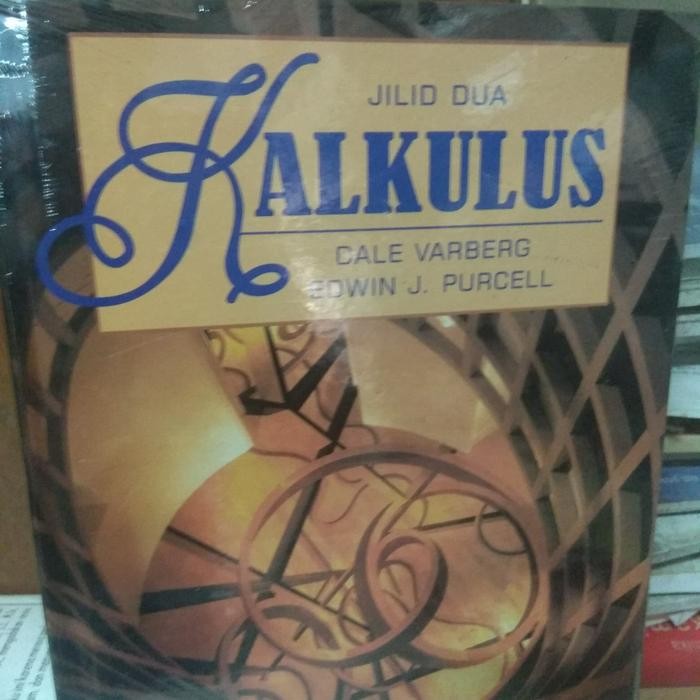 JILID DUA
KALKULUS
CALE VARBERG
EDWIN J. PURCELL